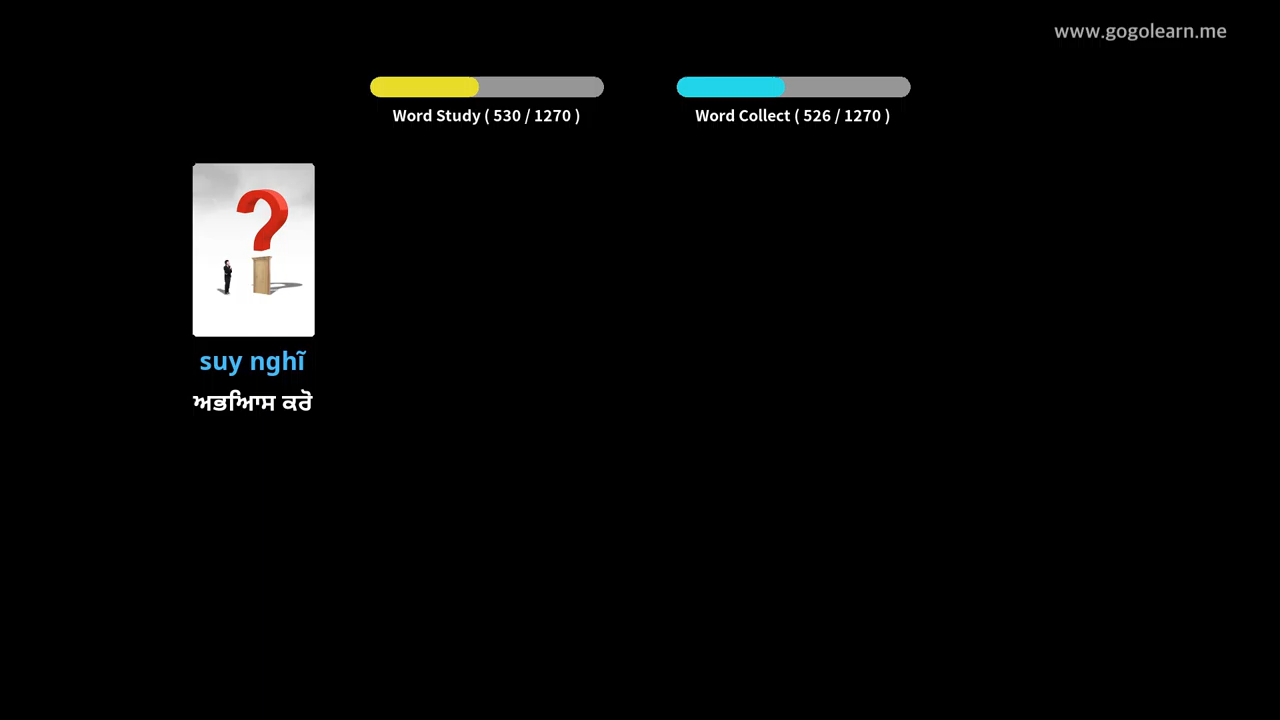 www.gogolearn.me
Word Study ( 530 / 1270 )
Word Collect ( 526 / 1270 )
suy nghĩ
ਅਭਿਆਸ ਕਰੋ